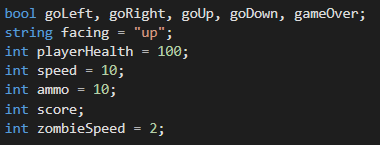 bool goLeft, goRight, goUp, goDown, gameOver;
string facing = "up";
int playerHealth = 100;
int speed = 10;
int ammo = 10;
int score;
int zombieSpeed = 2;